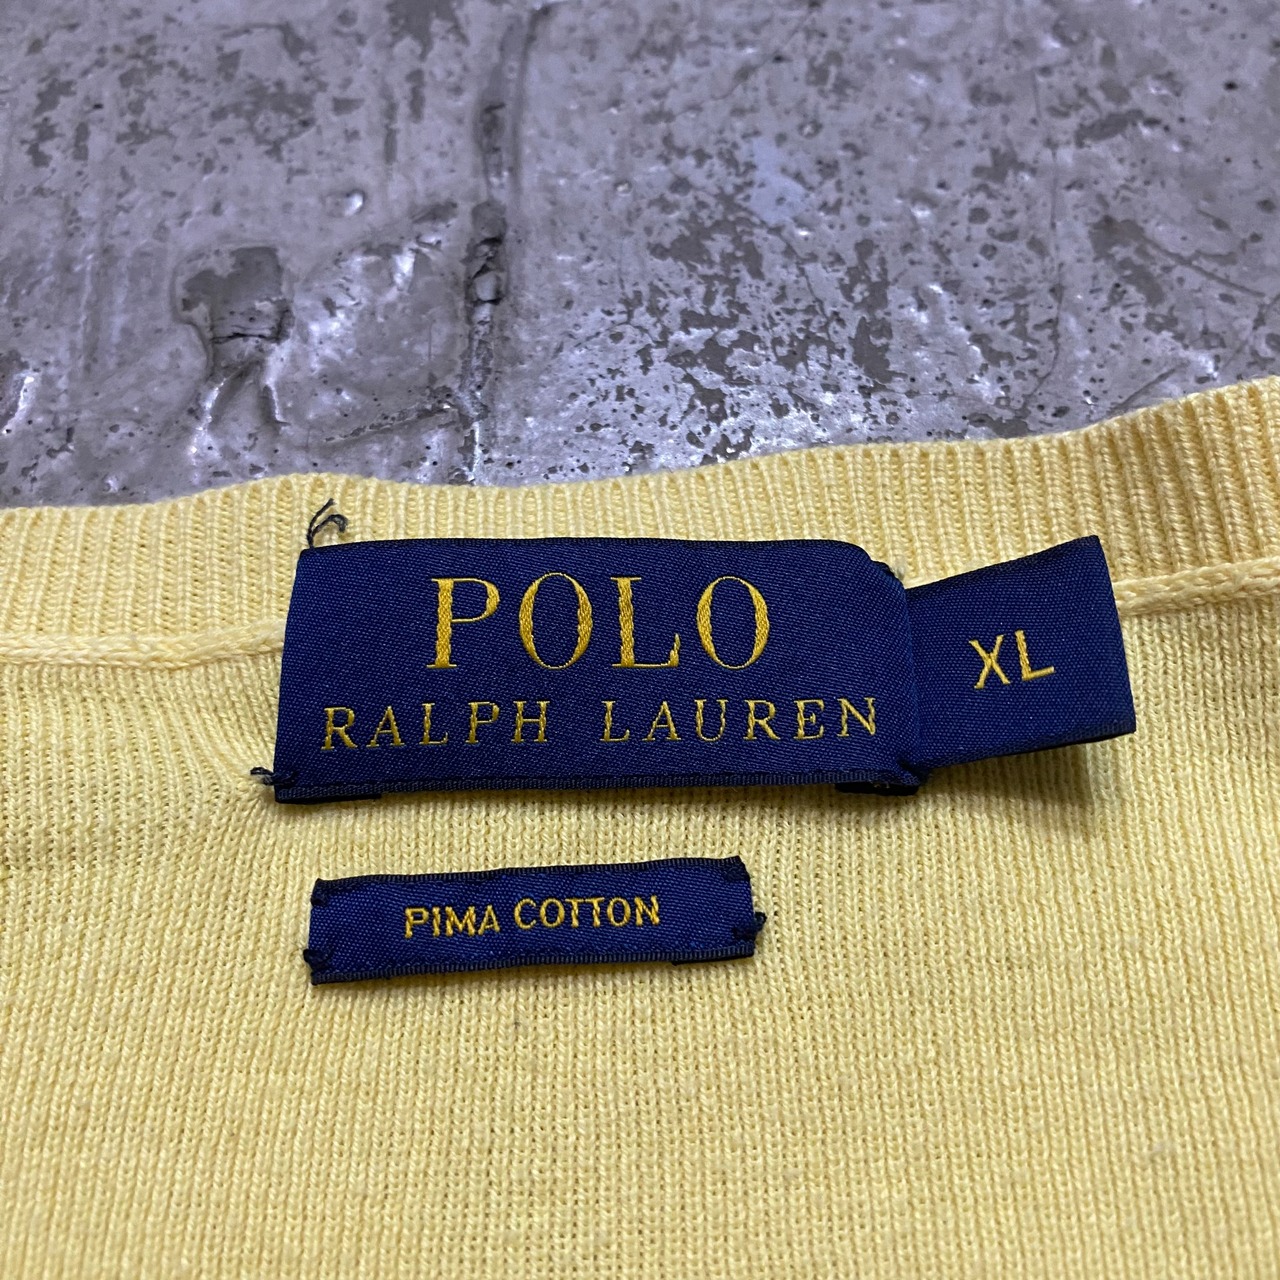 POLO
RALPH LAUREN
XL
PIMA COTTON